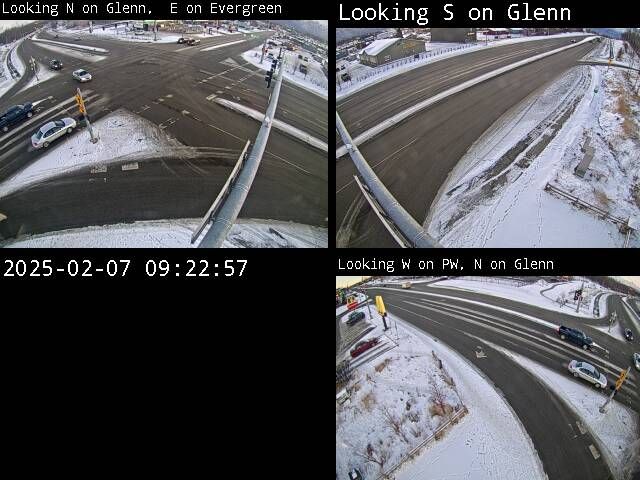 Looking N on Glenn,  E on Evergreen
Looking S on Glenn
2025-02-07 09:22:57
Looking W on PW, N on Glenn